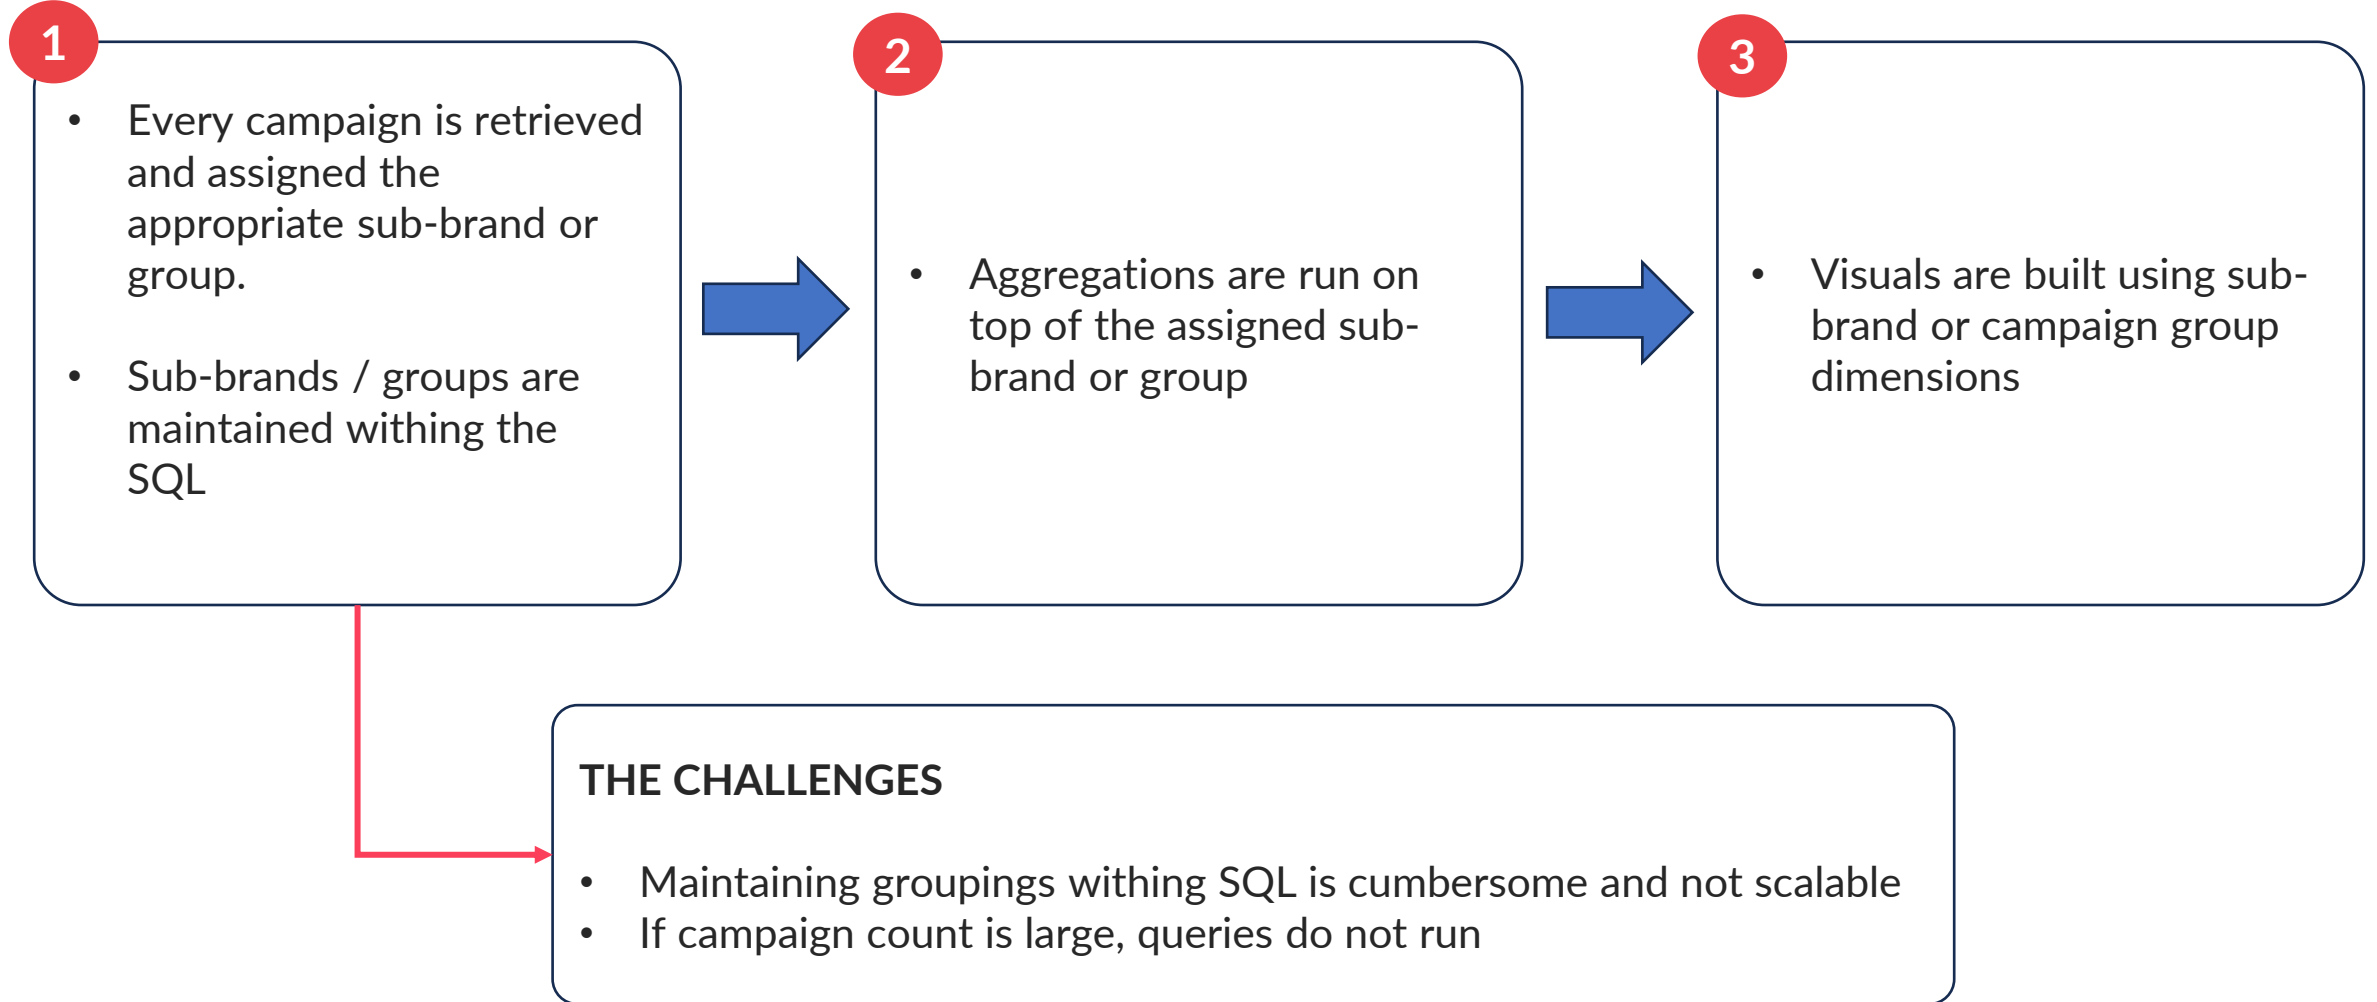 1
• Every campaign is retrieved
and assigned the
appropriate sub-brand or
group.
• Sub-brands / groups are
maintained withing the
SQL
2
• Aggregations are run on
top of the assigned sub-
brand or group
3
• Visuals are built using sub-
brand or campaign group
dimensions
THE CHALLENGES
• Maintaining groupings withing SQL is cumbersome and not scalable
• If campaign count is large, queries do not run